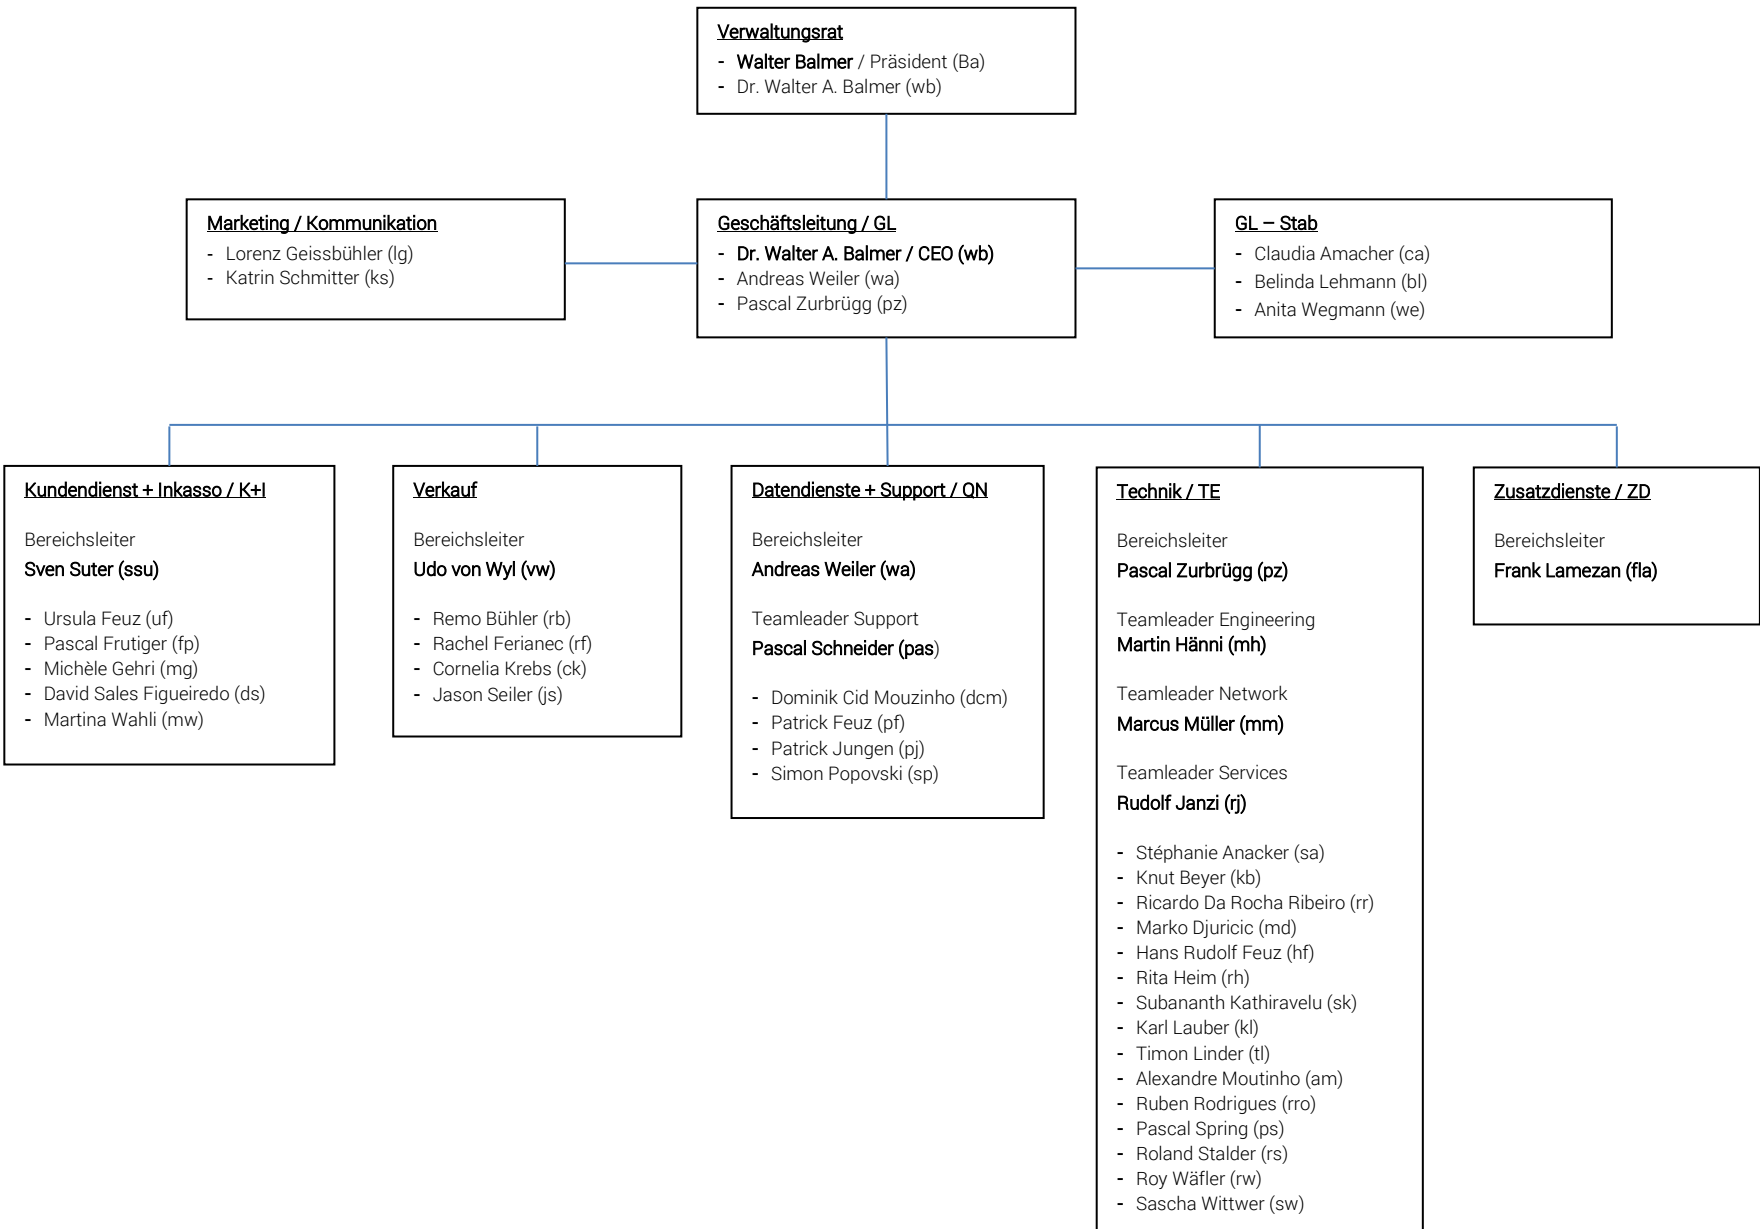 Verwaltungsrat
- Walter Balmer / Präsident (Ba)
- Dr. Walter A. Balmer (wb)
Marketing / Kommunikation
- Lorenz Geissbühler (lg)
- Katrin Schmitter (ks)
Geschäftsleitung / GL
- Dr. Walter A. Balmer / CEO (wb)
- Andreas Weiler (wa)
- Pascal Zurbrügg (pz)
GL – Stab
- Claudia Amacher (ca)
- Belinda Lehmann (bl)
- Anita Wegmann (we)
Kundendienst + Inkasso / K+I
Bereichsleiter
Sven Suter (ssu)
- Ursula Feuz (uf)
- Pascal Frutiger (fp)
- Michèle Gehri (mg)
- David Sales Figueiredo (ds)
- Martina Wahli (mw)
Verkauf
Bereichsleiter
Udo von Wyl (vw)
- Remo Bühler (rb)
- Rachel Ferianec (rf)
- Cornelia Krebs (ck)
- Jason Seiler (js)
Datendienste + Support / QN
Bereichsleiter
Andreas Weiler (wa)
Teamleader Support
Pascal Schneider (pas)
- Dominik Cid Mouzinho (dcm)
- Patrick Feuz (pf)
- Patrick Jungen (pj)
- Simon Popovski (sp)
Technik / TE
Bereichsleiter
Pascal Zurbrügg (pz)
Teamleader Engineering
Martin Hänni (mh)
Teamleader Network
Marcus Müller (mm)
Teamleader Services
Rudolf Janzi (rj)
- Stéphanie Anacker (sa)
- Knut Beyer (kb)
- Ricardo Da Rocha Ribeiro (rr)
- Marko Djuricic (md)
- Hans Rudolf Feuz (hf)
- Rita Heim (rh)
- Subananth Kathiravelu (sk)
- Karl Lauber (kl)
- Timon Linder (tl)
- Alexandre Moutinho (am)
- Ruben Rodrigues (rro)
- Pascal Spring (ps)
- Roland Stalder (rs)
- Roy Wäfler (rw)
- Sascha Wittwer (sw)
Zusatzdienste / ZD
Bereichsleiter
Frank Lamezan (fla)